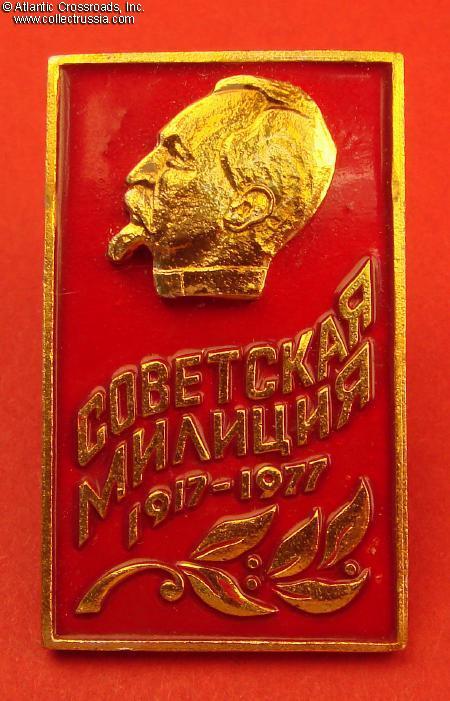 © Atlantic Crossroads, Inc.
www.collectrussia.com
СОВЕТСКАЯ
МИЛИЦИЯ
1917-1977